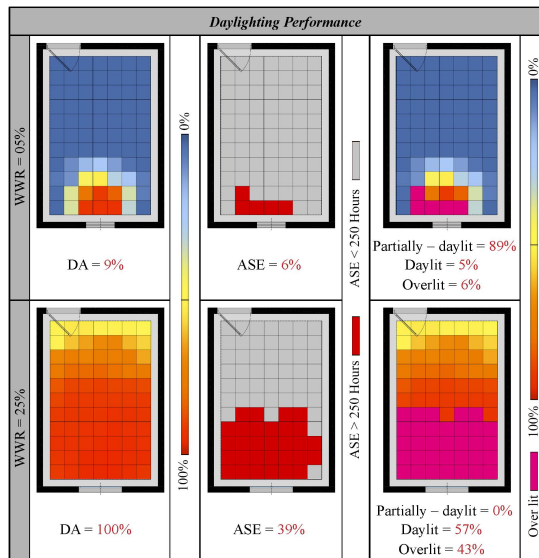 Daylighting Performance
WWR = 05%
DA = 9%
0%
100%
ASE = 6%
ASE < 250 Hours
ASE > 250 Hours
Partially – daylit = 89%
Daylit = 5%
Overlit = 6%
0%
100%
Over lit
WWR = 25%
DA = 100%
ASE = 39%
Partially – daylit = 0%
Daylit = 57%
Overlit = 43%